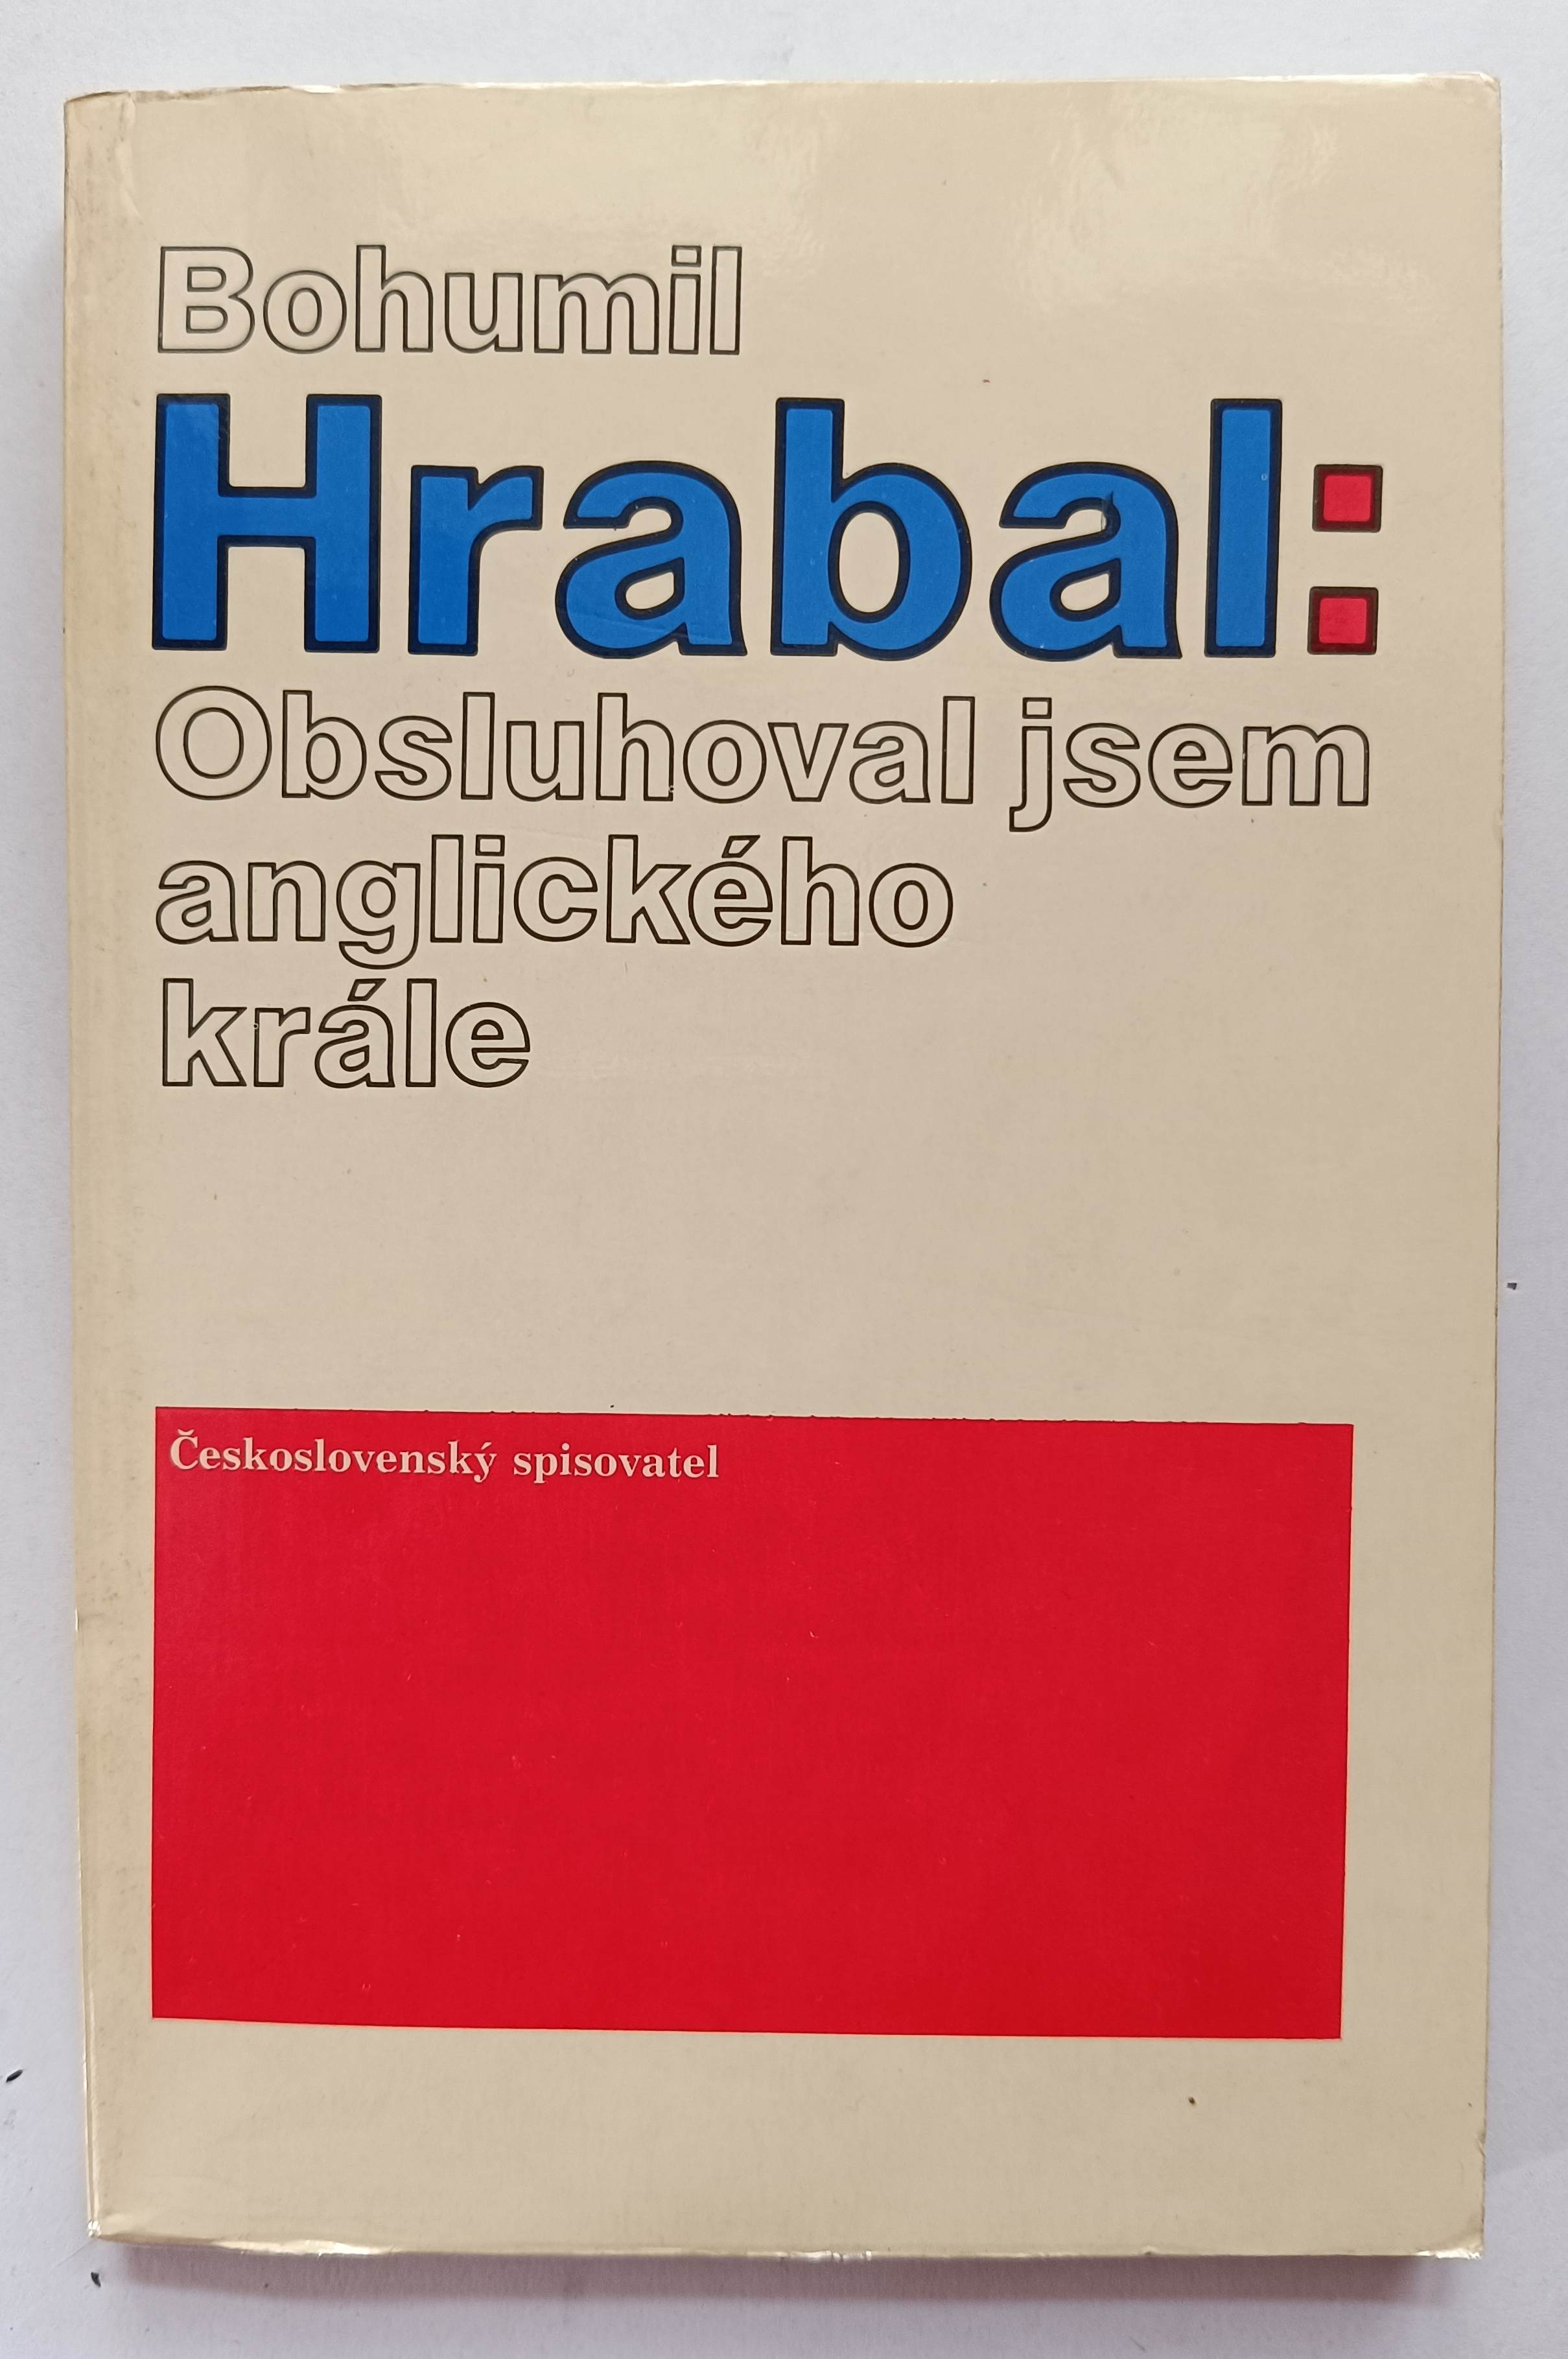 Bohumil
Hrabal:
Obsluhoval jsem
anglického
krále
Československý spisovatel